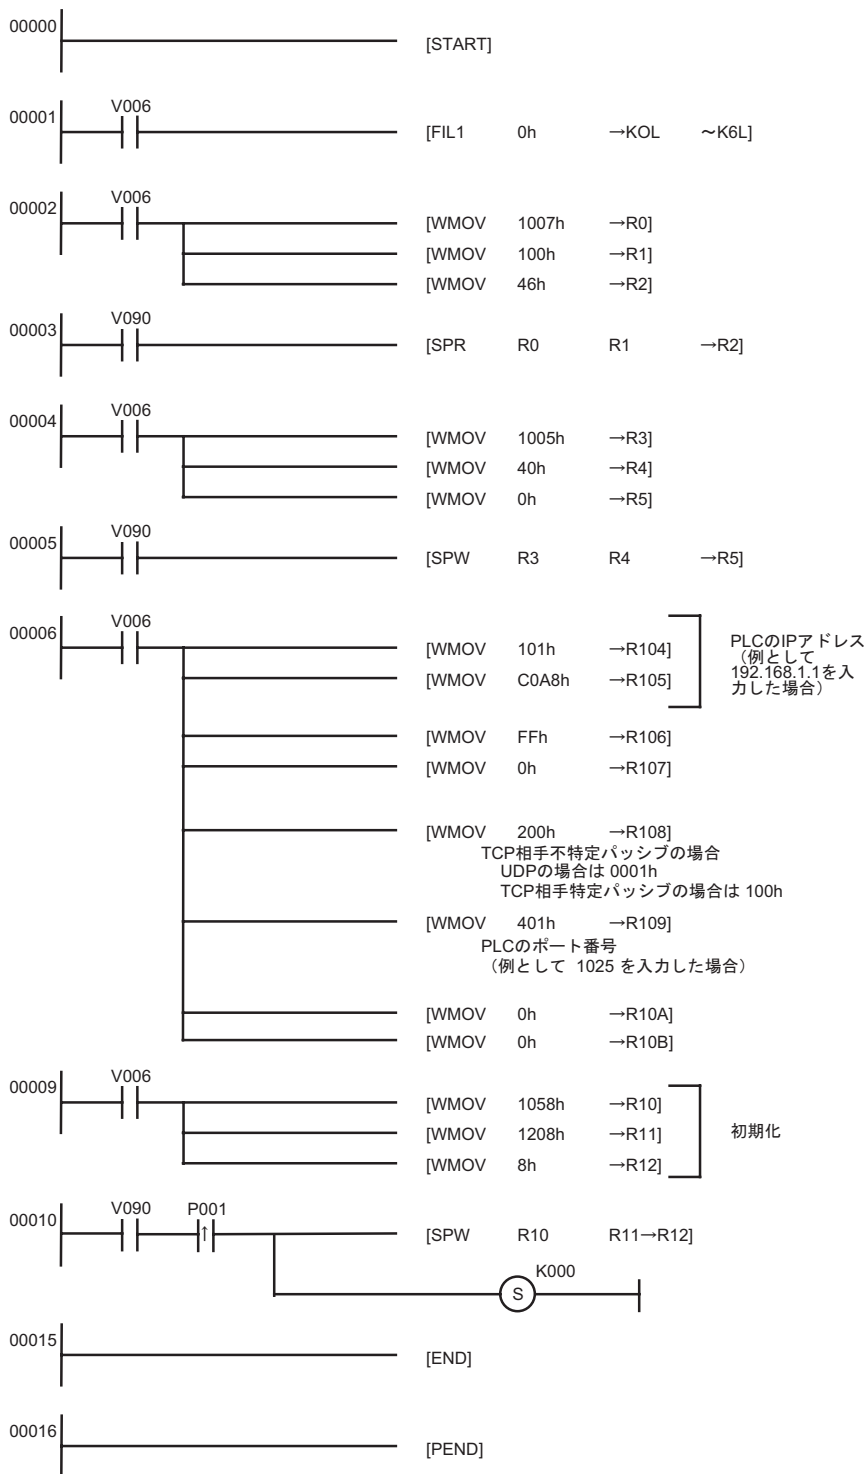 00000
[START]
00001
V006
[FIL1 0h →KOL ～K6L]
00002
V006
[WMOV 1007h →R0]
[WMOV 100h →R1]
[WMOV 46h →R2]
00003
V090
[SPR R0 R1 →R2]
00004
V006
[WMOV 1005h →R3]
[WMOV 40h →R4]
[WMOV 0h →R5]
00005
V090
[SPW R3 R4 →R5]
00006
V006
[WMOV 101h →R104]
[WMOV C0A8h →R105]
PLCのIPアドレス
（例として
192.168.1.1を入
力した場合）
[WMOV FFh →R106]
[WMOV 0h →R107]
[WMOV 200h →R108]
TCP相手不特定パッシブの場合
UDPの場合は 0001h
TCP相手特定パッシブの場合は 100h
[WMOV 401h →R109]
PLCのポート番号
（例として 1025 を入力した場合）
[WMOV 0h →R10A]
[WMOV 0h →R10B]
00009
V006
[WMOV 1058h →R10]
[WMOV 1208h →R11]
[WMOV 8h →R12]
初期化
00010
V090 P001
↑
[SPW R10 R11→R12]
K000
S
00015
[END]
00016
[PEND]